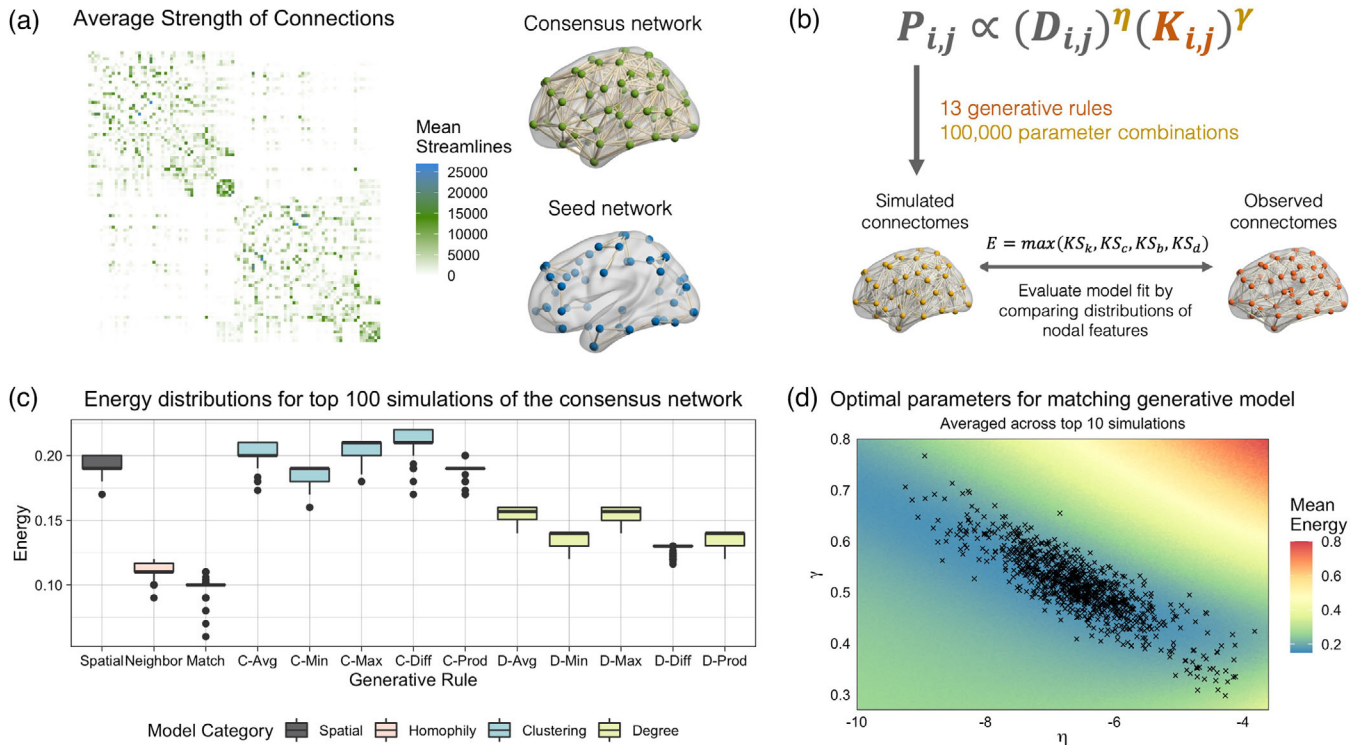 (a)
Average Strength of Connections
Mean
Streamlines
25000
20000
15000
10000
5000
0
Consensus network
Seed network
(b)
P_{i,j} ∝ (D_{i,j})^η (K_{i,j})^γ
13 generative rules
100,000 parameter combinations
Simulated
connectomes
Observed
connectomes
E = max(KS_k, KS_c, KS_b, KS_d)
Evaluate model fit by
comparing distributions of
nodal features
(c)
Energy distributions for top 100 simulations of the consensus network
Energy
0.20
0.15
0.10
Spatial Neighbor Match C-Avg C-Min C-Max C-Diff C-Prod D-Avg D-Min D-Max D-Diff D-Prod
Generative Rule
Model Category Spatial Homophily Clustering Degree
(d)
Optimal parameters for matching generative model
Averaged across top 10 simulations
γ
0.8
0.7
0.6
0.5
0.4
0.3
-10 -8 -6 -4
η
Mean
Energy
0.8
0.6
0.4
0.2